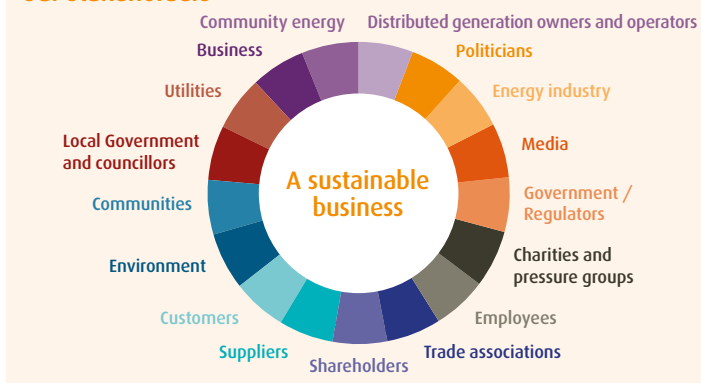 Community energy
Distributed generation owners and operators
Business
Politicians
Utilities
Energy industry
Local Government
and councillors
Media
A sustainable
business
Communities
Government /
Regulators
Environment
Charities and
pressure groups
Customers
Employees
Suppliers
Trade associations
Shareholders